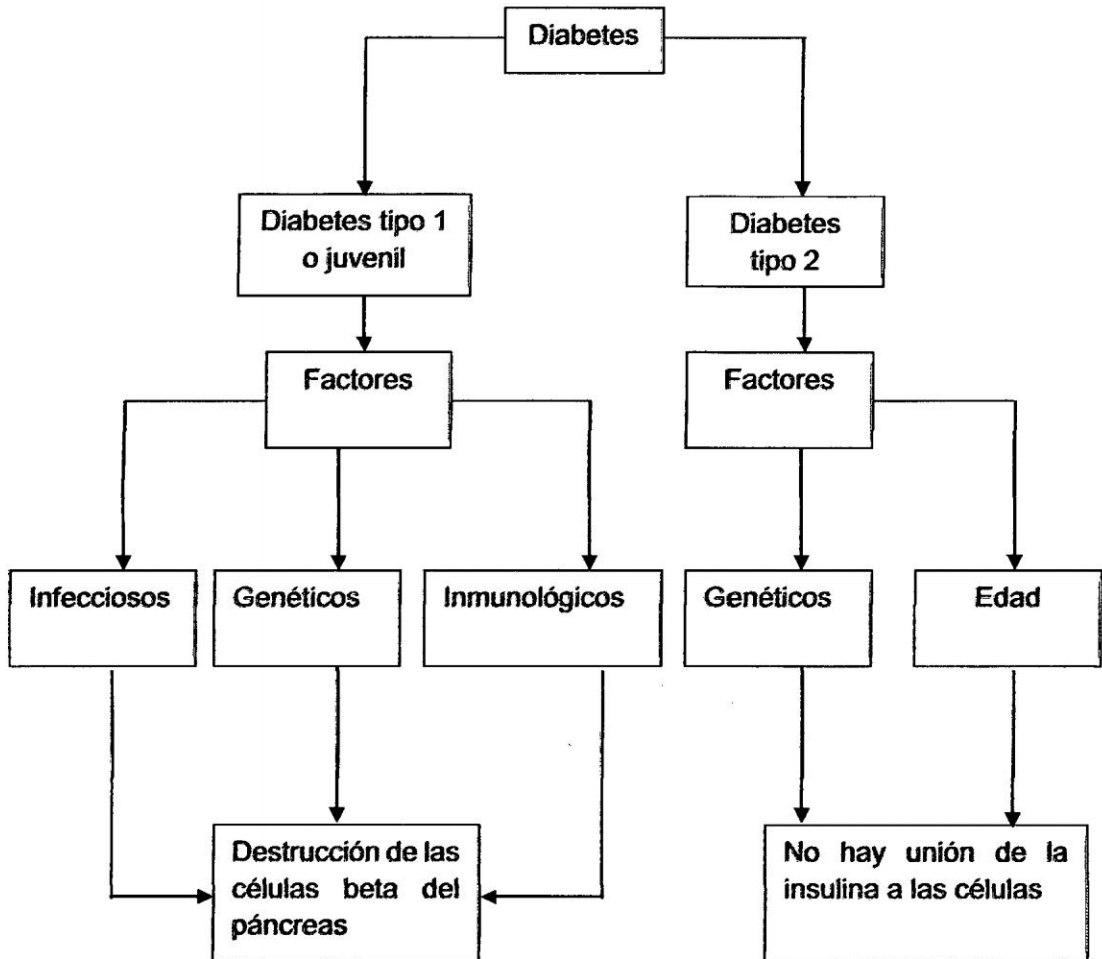 Diabetes
Diabetes tipo 1
o juvenil
Diabetes
tipo 2
Factores
Factores
Infecciosos
Genéticos
Inmunológicos
Genéticos
Edad
Destrucción de las
células beta del
páncreas
No hay unión de la
insulina a las células